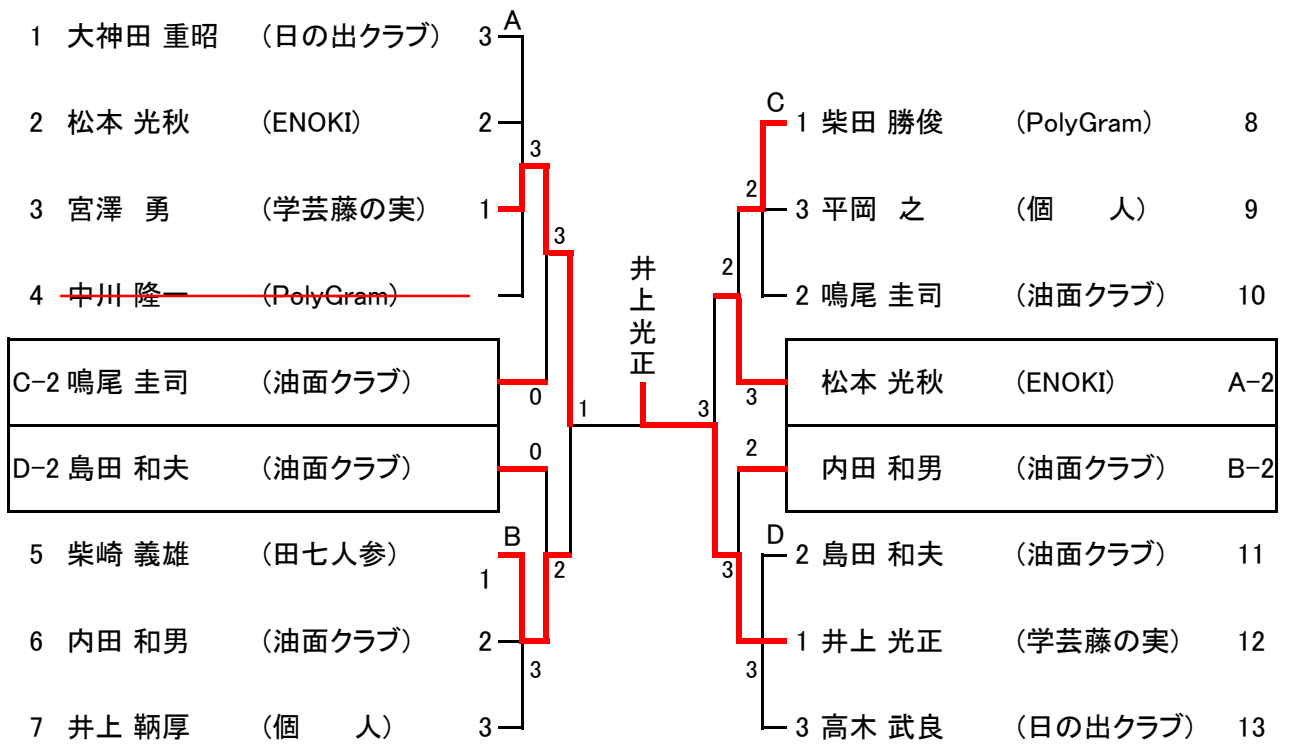 A
1 大神田 重昭 (日の出クラブ) 3
2 松本 光秋 (ENOKI) 2
3
3 宮澤 勇 (学芸藤の実) 1
3
4 中川 隆一 (PolyGram)
C-2 鳴尾 圭司 (油面クラブ)
0
1
D-2 島田 和夫 (油面クラブ)
0
B
5 柴崎 義雄 (田七人参)
1
2
6 内田 和男 (油面クラブ) 2
3
7 井上 鞆厚 (個 人) 3
井上光正
C
1 柴田 勝俊 (PolyGram) 8
2
3 平岡 之 (個 人) 9
2
2 鳴尾 圭司 (油面クラブ) 10
松本 光秋 (ENOKI) A-2
3
3
2
内田 和男 (油面クラブ) B-2
D
2 島田 和夫 (油面クラブ) 11
3
1 井上 光正 (学芸藤の実) 12
3
3 高木 武良 (日の出クラブ) 13